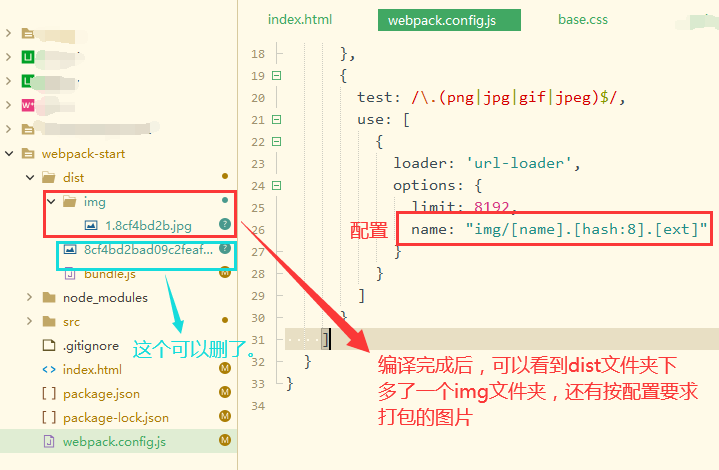 index.html
webpack.config.js
base.css
webpack-start
dist
img
1.8cf4bd2b.jpg
?
8cf4bd2bad09c2feaf...
?
bundle.js
M
node_modules
src
.gitignore
index.html
M
package.json
M
package-lock.json
M
webpack.config.js
M
这个可以删了。
18 },
19 {
20 test: /\.(png|jpg|gif|jpeg)$/,
21 use: [
22 {
23 loader: 'url-loader',
24 options: {
25 limit: 8192,
26 name: "img/[name].[hash:8].[ext]"
27 }
28 }
29 ]
30 }
31 ]
32 }
33 }
34
配置
编译完成后，可以看到dist文件夹下
多了一个img文件夹，还有按配置要求
打包的图片